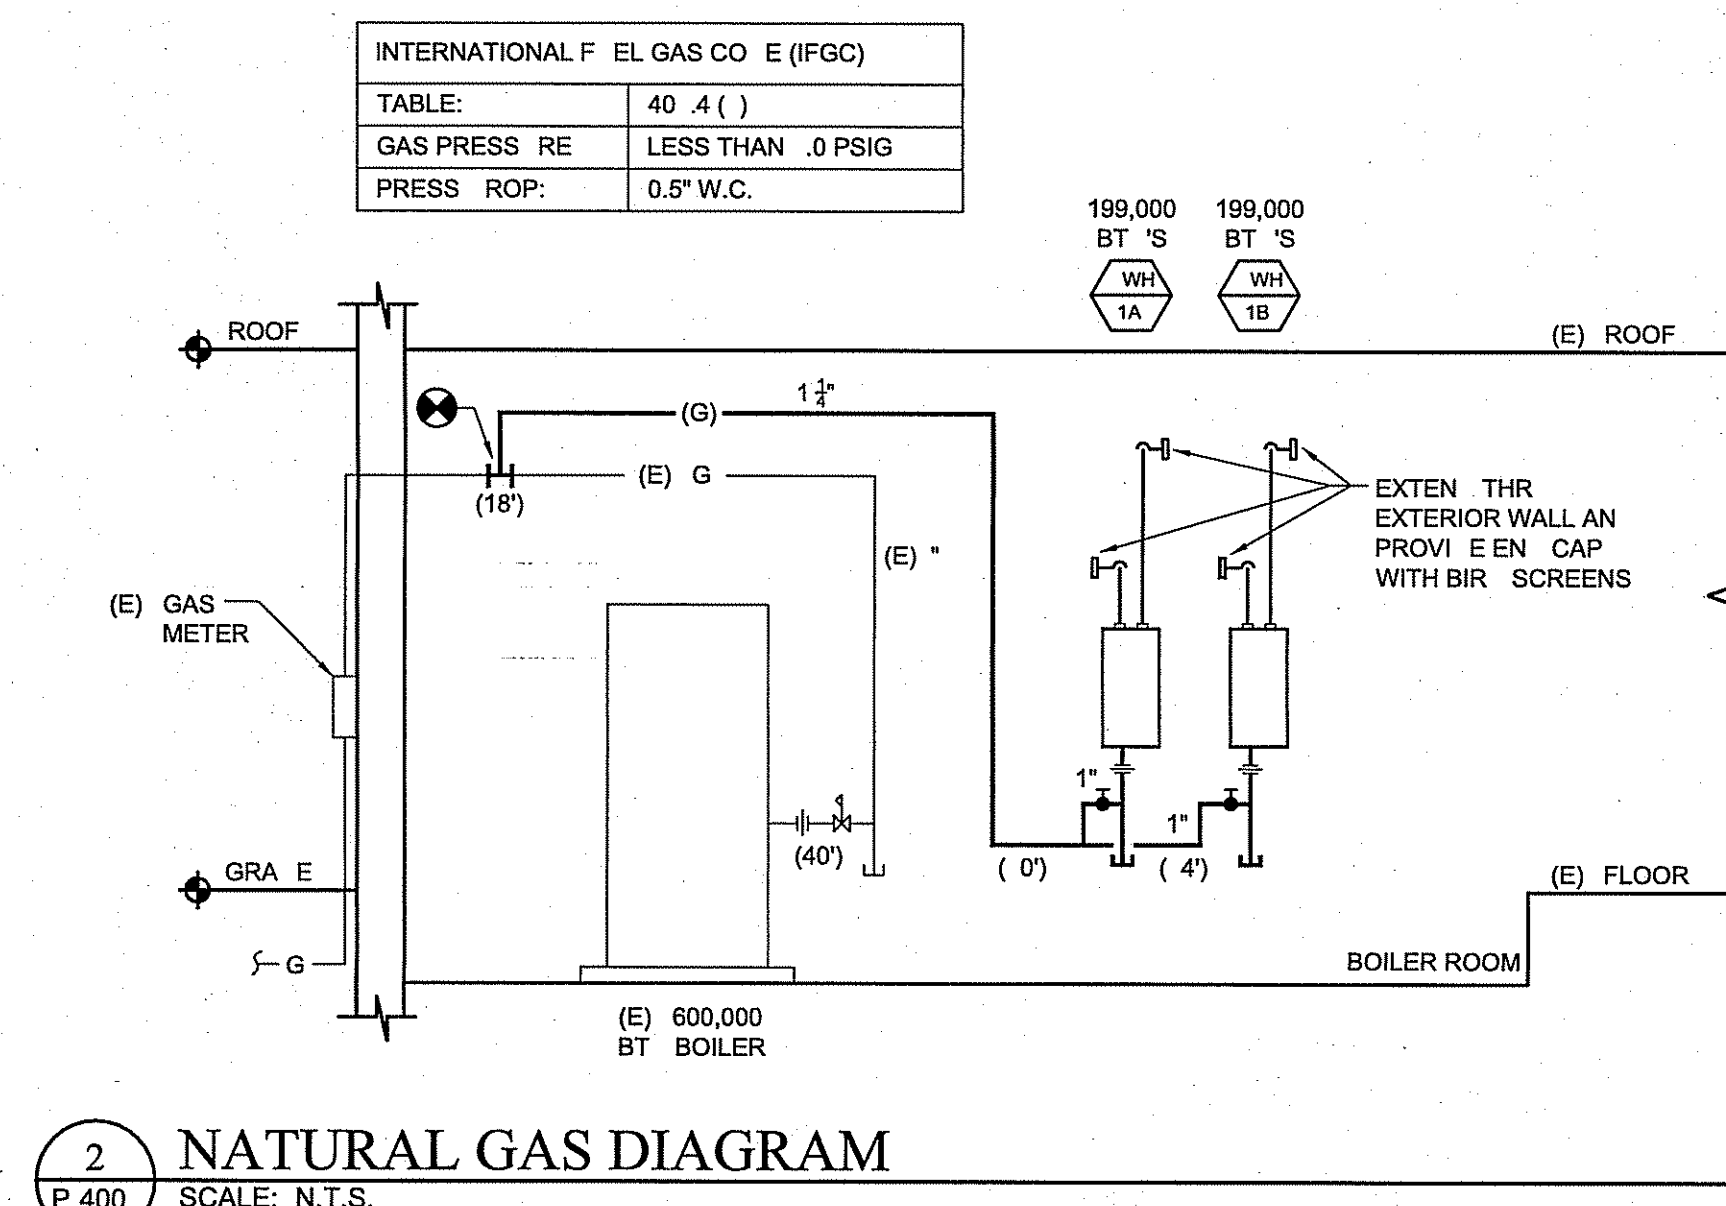 INTERNATIONAL F EL GAS CO E (IFGC)
TABLE: 40 .4 ( )
GAS PRESS RE LESS THAN .0 PSIG
PRESS ROP: 0.5" W.C.
199,000 199,000
BT 'S BT 'S
WH WH
1A 1B
ROOF
(E) ROOF
1 1/4"
(G)
(E) G
(18')
EXTEN THR
EXTERIOR WALL AN
PROVI E EN CAP
WITH BIR SCREENS
(E) "
(E) GAS
METER
1"
1"
(40')
( 0')
( 4')
GRA E
(E) FLOOR
G
BOILER ROOM
(E) 600,000
BT BOILER
2
P 400
NATURAL GAS DIAGRAM
SCALE: N.T.S.